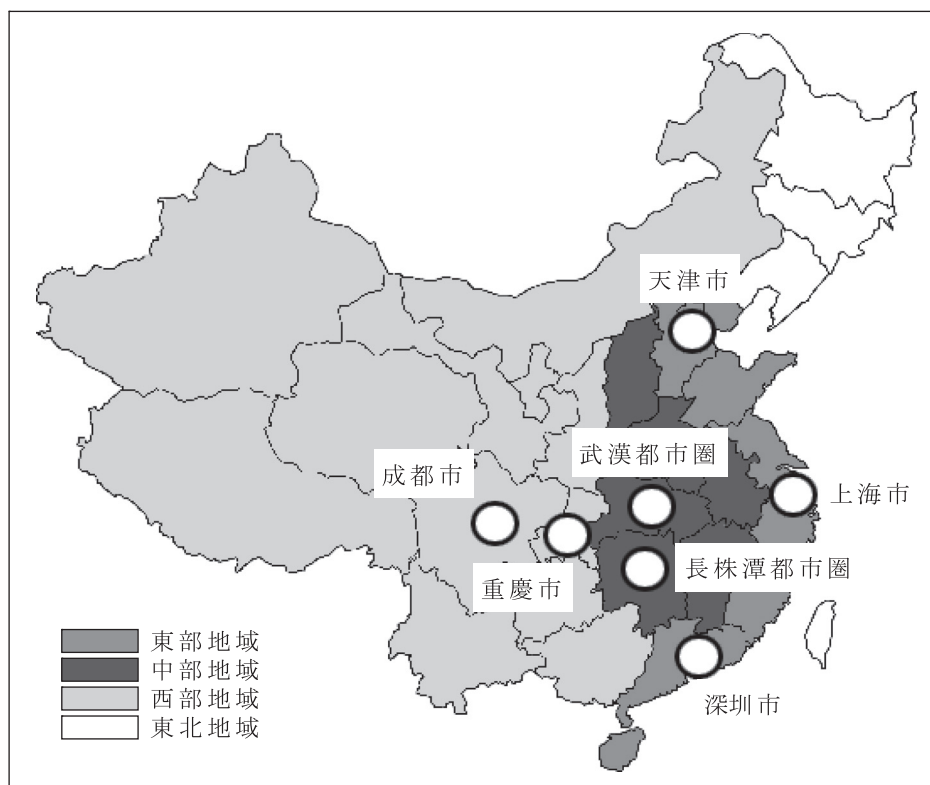 天津市
武漢都市圏
成都市
上海市
重慶市
長株潭都市圏
深圳市
東部地域
中部地域
西部地域
東北地域